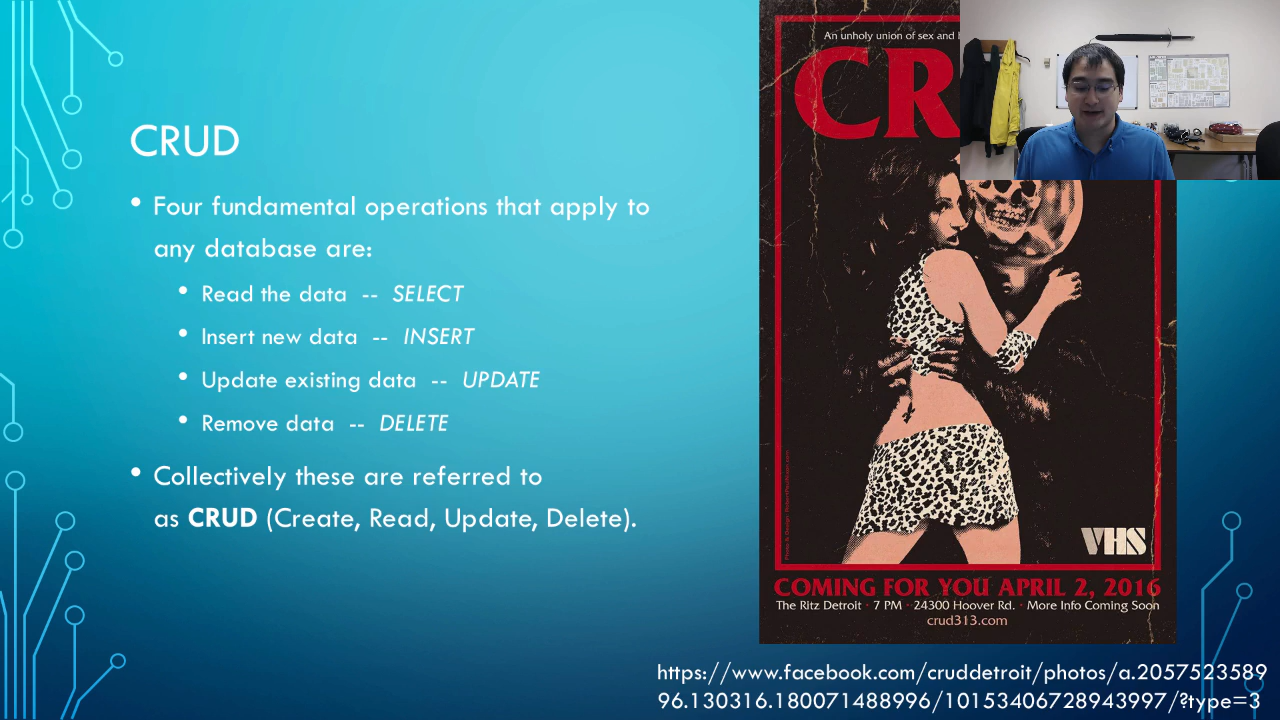 CRUD
• Four fundamental operations that apply to
any database are:
• Read the data -- SELECT
• Insert new data -- INSERT
• Update existing data -- UPDATE
• Remove data -- DELETE
• Collectively these are referred to
as CRUD (Create, Read, Update, Delete).
An unholy union of sex and
CR
VHS
COMING FOR YOU APRIL 2, 2016
The Ritz Detroit · 7 PM · 24300 Hoover Rd. · More Info Coming Soon
crud313.com
https://www.facebook.com/cruddetroit/photos/a.2057523589
96.130316.180071488996/10153406728943997/?type=3